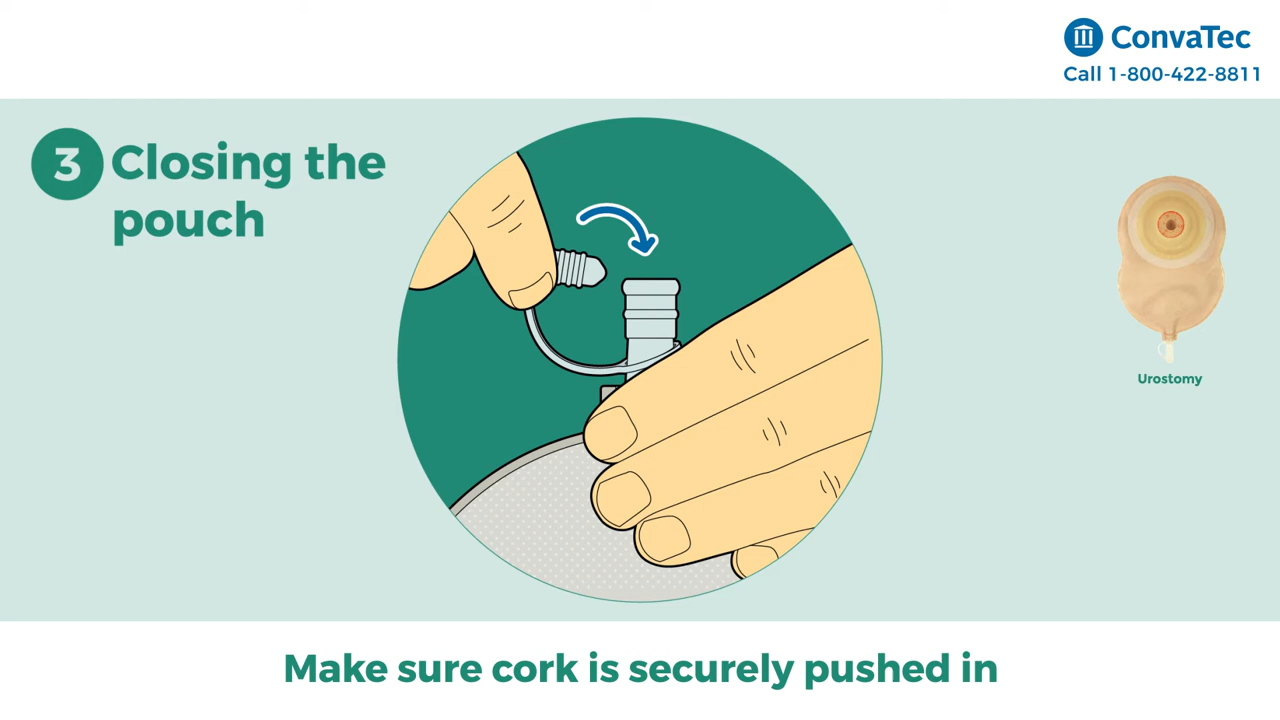 ConvaTec
Call 1-800-422-8811
3 Closing the
pouch
Urostomy
Make sure cork is securely pushed in